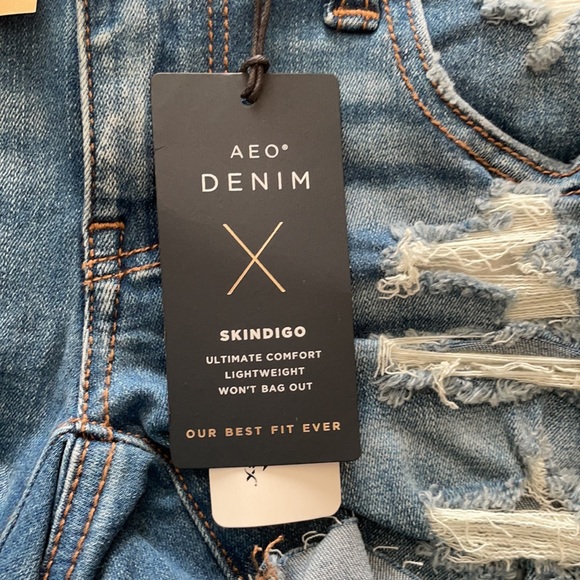 AEO®
DENIM
SKINDIGO
ULTIMATE COMFORT
LIGHTWEIGHT
WON'T BAG OUT
OUR BEST FIT EVER